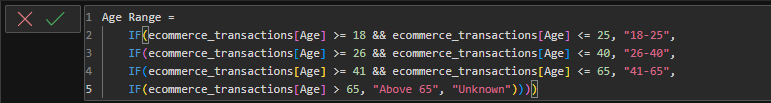 1 Age Range =
2 IF(ecommerce_transactions[Age] >= 18 && ecommerce_transactions[Age] <= 25, "18-25",
3 IF(ecommerce_transactions[Age] >= 26 && ecommerce_transactions[Age] <= 40, "26-40",
4 IF(ecommerce_transactions[Age] >= 41 && ecommerce_transactions[Age] <= 65, "41-65",
5 IF(ecommerce_transactions[Age] > 65, "Above 65", "Unknown"))))